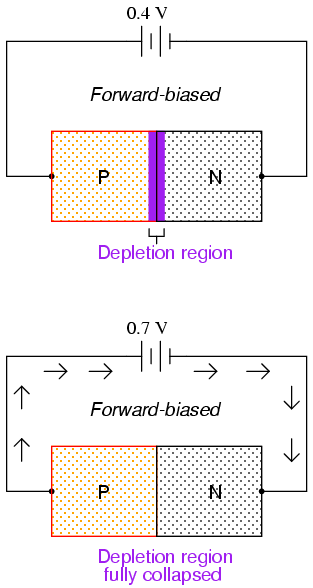 0.4 V
Forward-biased
P N
Depletion region
0.7 V
Forward-biased
P N
Depletion region
fully collapsed